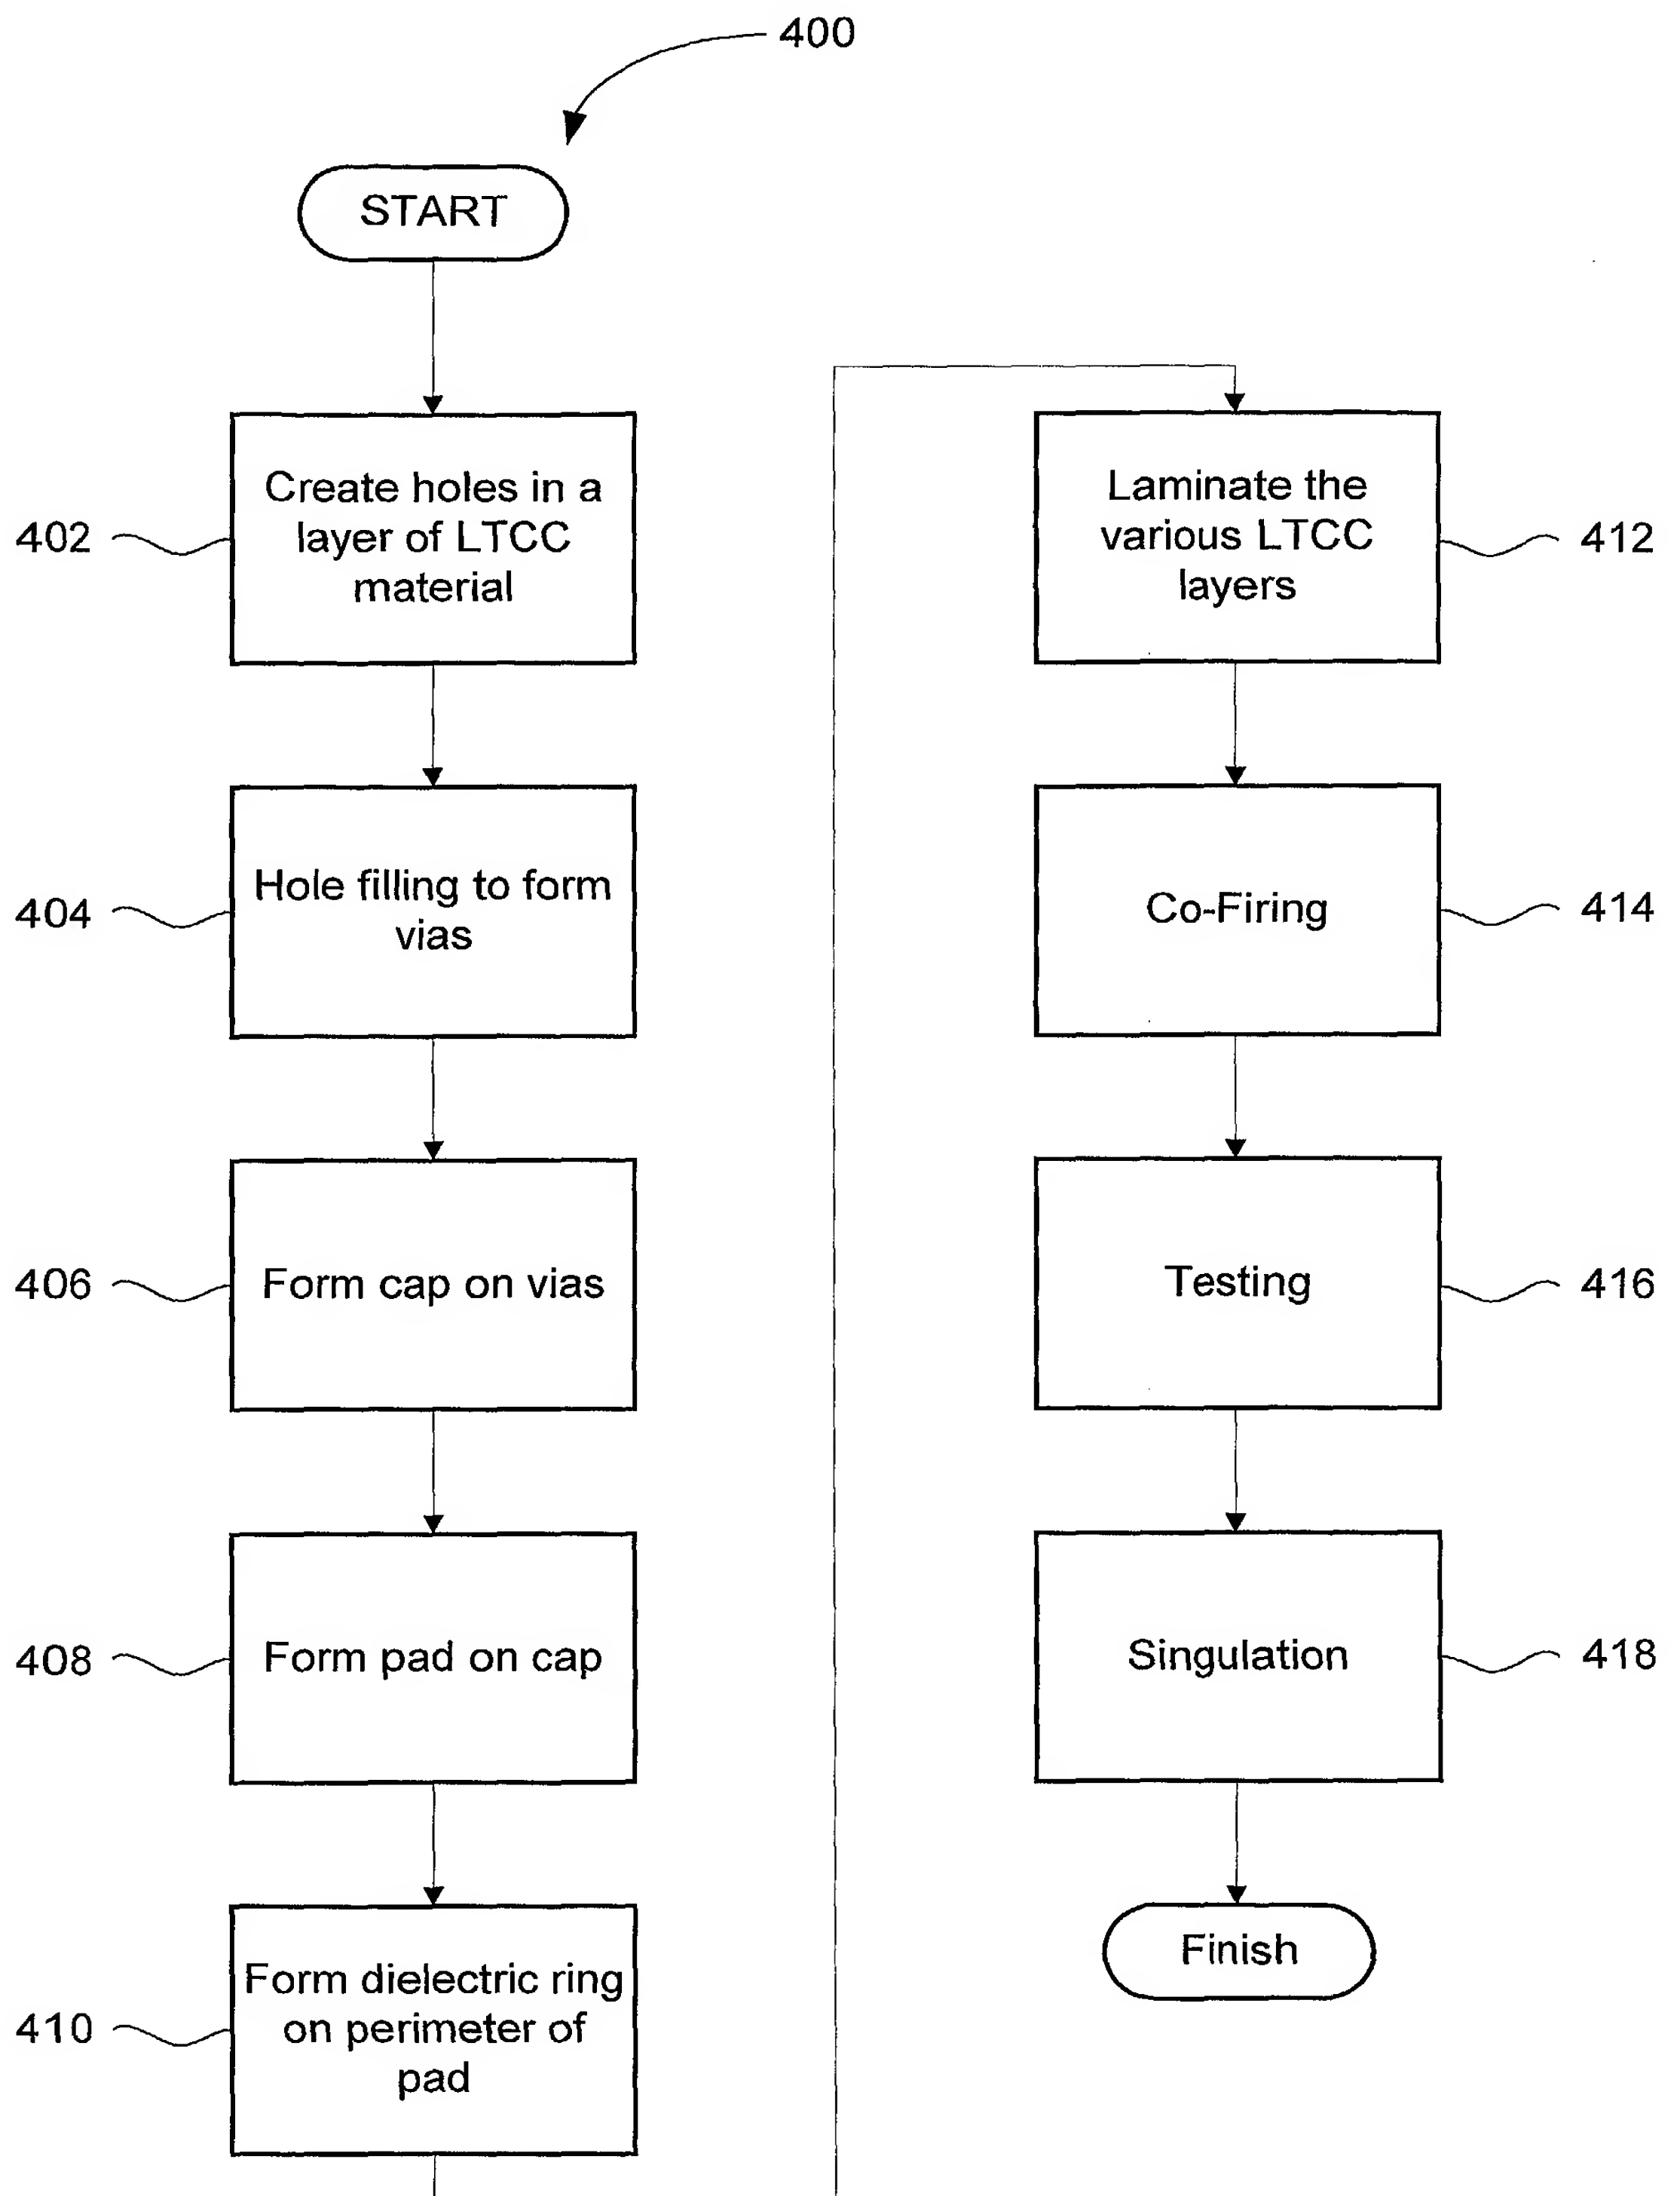 400
START
402
Create holes in a
layer of LTCC
material
404
Hole filling to form
vias
406
Form cap on vias
408
Form pad on cap
410
Form dielectric ring
on perimeter of
pad
Laminate the
various LTCC
layers
412
Co-Firing
414
Testing
416
Singulation
418
Finish